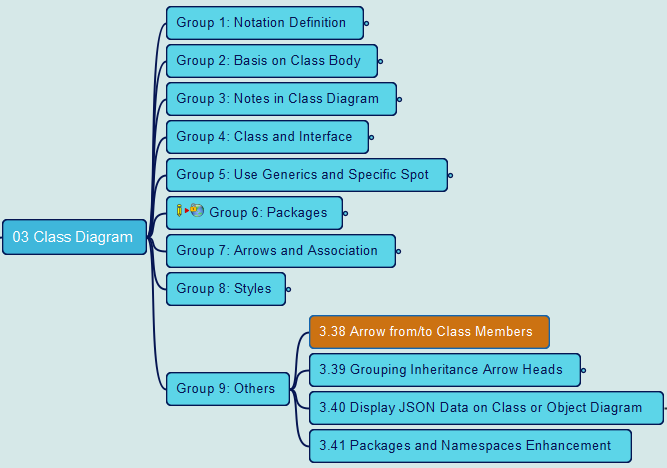 Group 1: Notation Definition
Group 2: Basis on Class Body
Group 3: Notes in Class Diagram
Group 4: Class and Interface
Group 5: Use Generics and Specific Spot
Group 6: Packages
03 Class Diagram
Group 7: Arrows and Association
Group 8: Styles
Group 9: Others
3.38 Arrow from/to Class Members
3.39 Grouping Inheritance Arrow Heads
3.40 Display JSON Data on Class or Object Diagram
3.41 Packages and Namespaces Enhancement